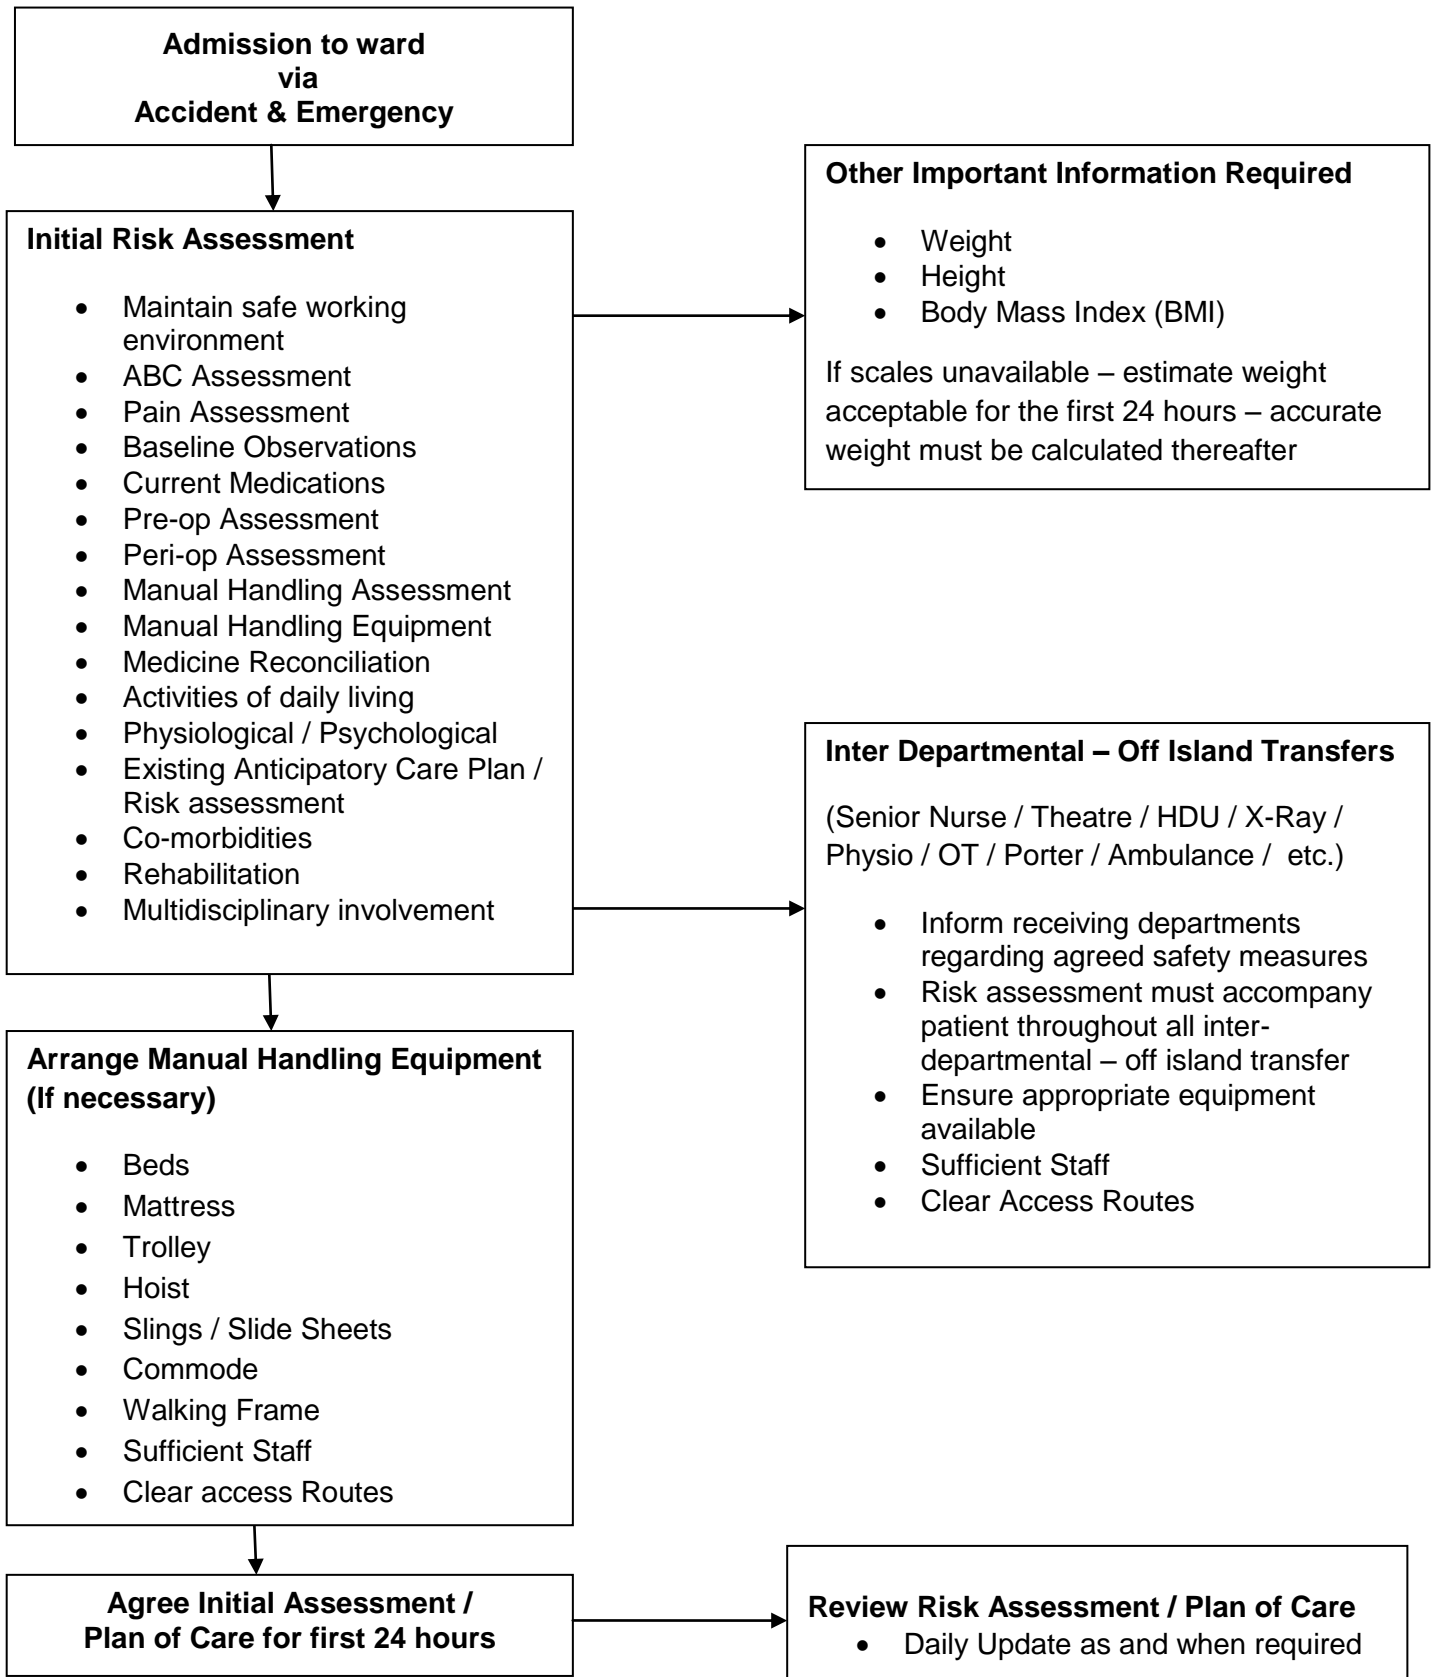 Admission to ward
via
Accident & Emergency
Initial Risk Assessment
• Maintain safe working
environment
• ABC Assessment
• Pain Assessment
• Baseline Observations
• Current Medications
• Pre-op Assessment
• Peri-op Assessment
• Manual Handling Assessment
• Manual Handling Equipment
• Medicine Reconciliation
• Activities of daily living
• Physiological / Psychological
• Existing Anticipatory Care Plan /
Risk assessment
• Co-morbidities
• Rehabilitation
• Multidisciplinary involvement
Other Important Information Required
• Weight
• Height
• Body Mass Index (BMI)
If scales unavailable – estimate weight
acceptable for the first 24 hours – accurate
weight must be calculated thereafter
Inter Departmental – Off Island Transfers
(Senior Nurse / Theatre / HDU / X-Ray /
Physio / OT / Porter / Ambulance / etc.)
• Inform receiving departments
regarding agreed safety measures
• Risk assessment must accompany
patient throughout all inter-
departmental – off island transfer
• Ensure appropriate equipment
available
• Sufficient Staff
• Clear Access Routes
Arrange Manual Handling Equipment
(If necessary)
• Beds
• Mattress
• Trolley
• Hoist
• Slings / Slide Sheets
• Commode
• Walking Frame
• Sufficient Staff
• Clear access Routes
Agree Initial Assessment /
Plan of Care for first 24 hours
Review Risk Assessment / Plan of Care
• Daily Update as and when required